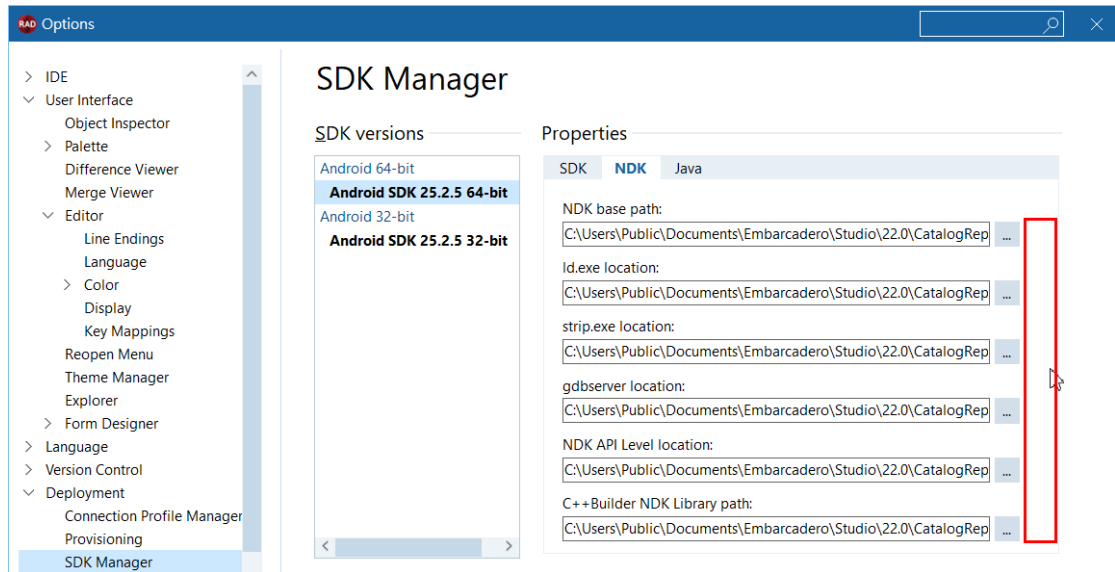 RAD Options
IDE
User Interface
Object Inspector
Palette
Difference Viewer
Merge Viewer
Editor
Line Endings
Language
Color
Display
Key Mappings
Reopen Menu
Theme Manager
Explorer
Form Designer
Language
Version Control
Deployment
Connection Profile Manager
Provisioning
SDK Manager
SDK Manager
SDK versions
Android 64-bit
Android SDK 25.2.5 64-bit
Android 32-bit
Android SDK 25.2.5 32-bit
Properties
SDK NDK Java
NDK base path:
C:\Users\Public\Documents\Embarcadero\Studio\22.0\CatalogRep ...
ld.exe location:
C:\Users\Public\Documents\Embarcadero\Studio\22.0\CatalogRep ...
strip.exe location:
C:\Users\Public\Documents\Embarcadero\Studio\22.0\CatalogRep ...
gdbserver location:
C:\Users\Public\Documents\Embarcadero\Studio\22.0\CatalogRep ...
NDK API Level location:
C:\Users\Public\Documents\Embarcadero\Studio\22.0\CatalogRep ...
C++Builder NDK Library path:
C:\Users\Public\Documents\Embarcadero\Studio\22.0\CatalogRep ...